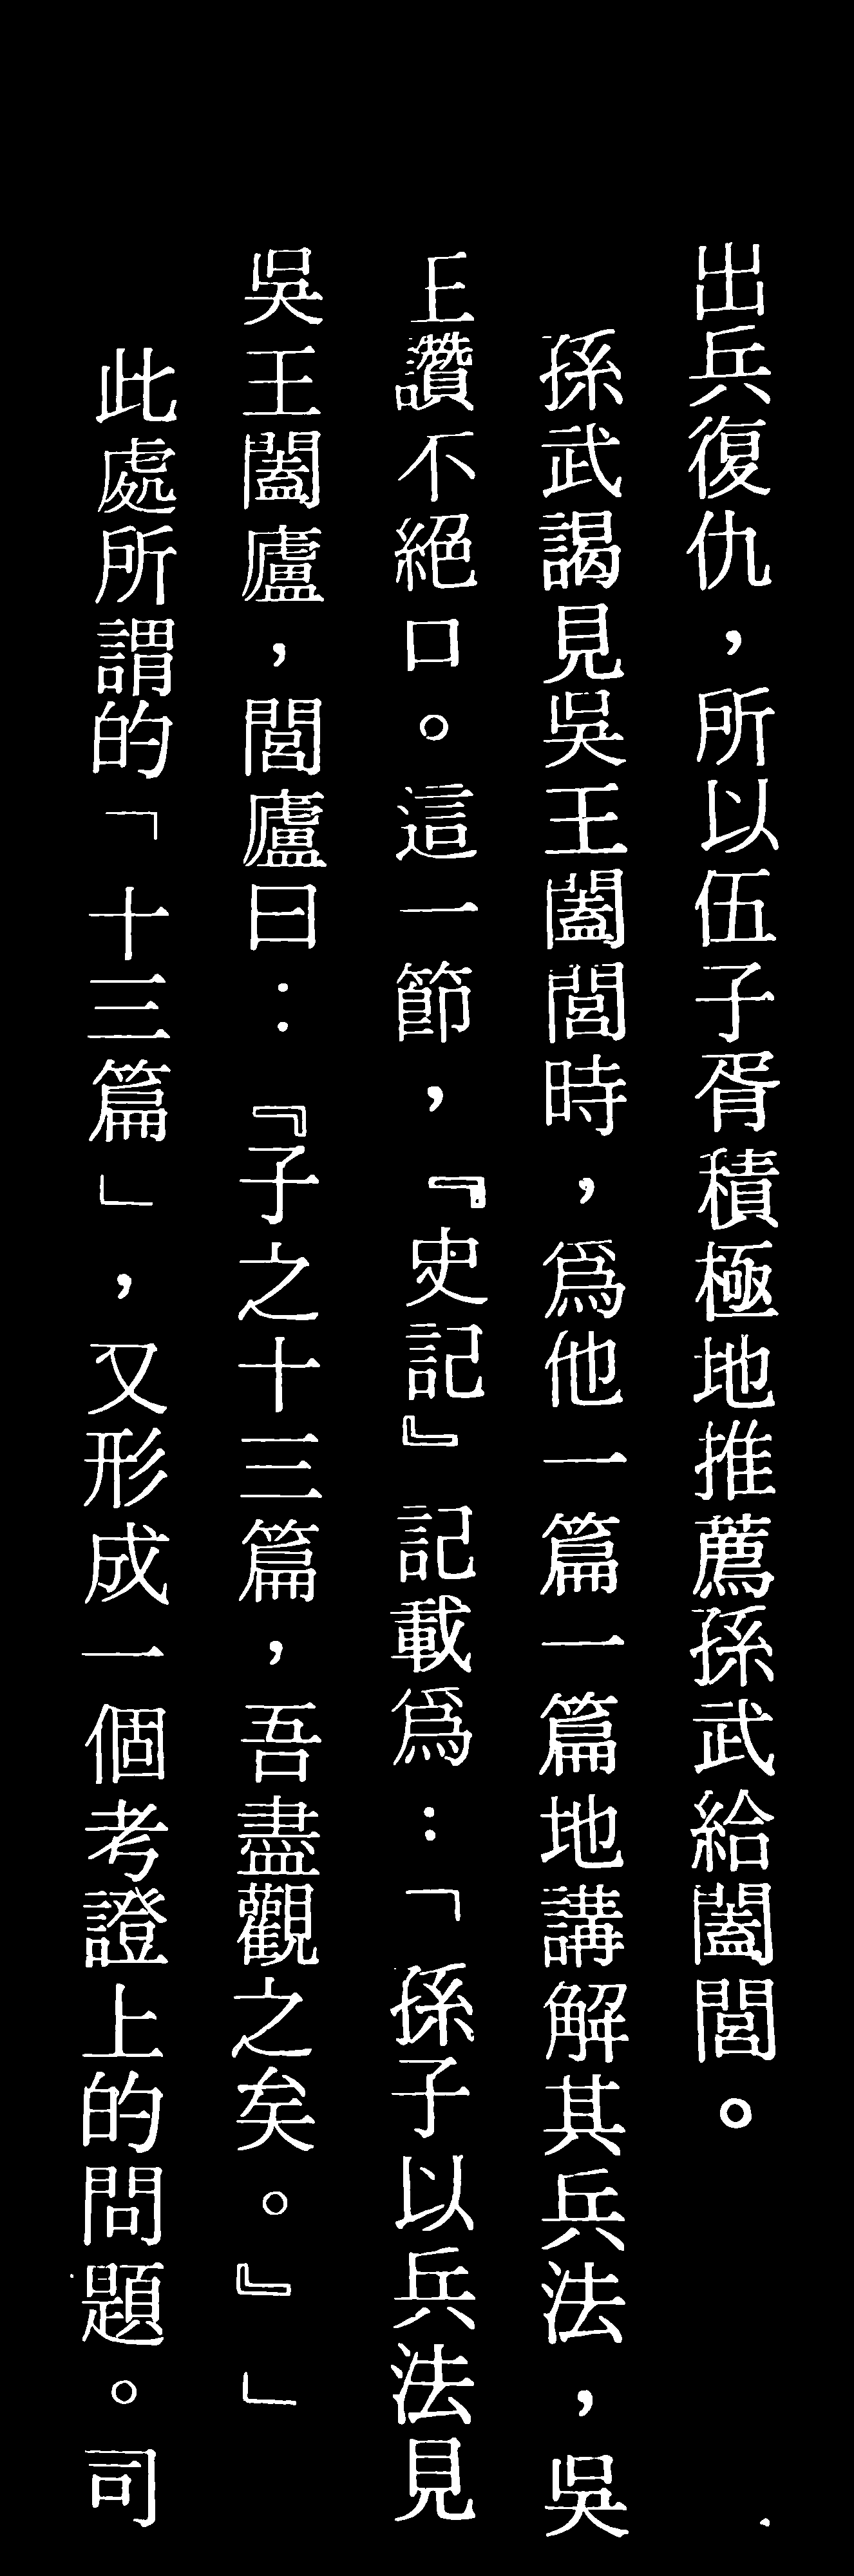 出兵復仇，所以伍子胥積極地推薦孫武給闔閭。
孫武謁見吳王闔閭時，爲他一篇一篇地講解其兵法，吳
王讚不絕口。這一節，『史記』記載爲：「孫子以兵法見
吳王闔廬，閭廬曰：『子之十三篇，吾盡觀之矣。』」
此處所謂的「十三篇」，又形成一個考證上的問題。司